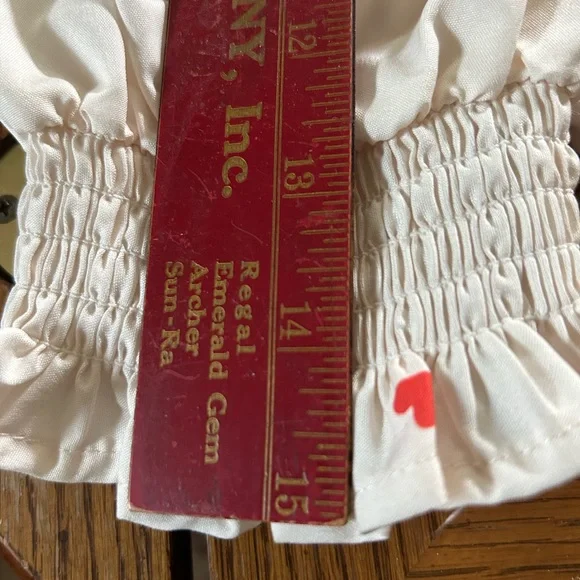 NY, Inc.
Regal
Emerald Gem
Archer
Sun-Ra
12
13
14
15